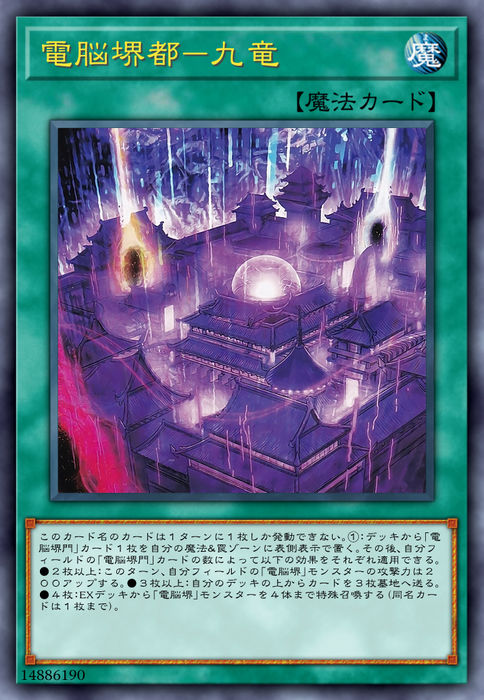 電脳堺都－九竜
魔
【魔法カード】
このカード名のカードは１ターンに１枚しか発動できない。①：デッキから「電
脳堺門」カード１枚を自分の魔法&罠ゾーンに表側表示で置く。その後、自分フ
ィールドの「電脳堺門」カードの数によって以下の効果をそれぞれ適用できる。
●２枚以上：このターン、自分フィールドの「電脳堺」モンスターの攻撃力は２
００アップする。●３枚以上：自分のデッキの上からカードを３枚墓地へ送る。
●４枚：EXデッキから「電脳堺」モンスターを４体まで特殊召喚する（同名カー
ドは１枚まで）。
14886190